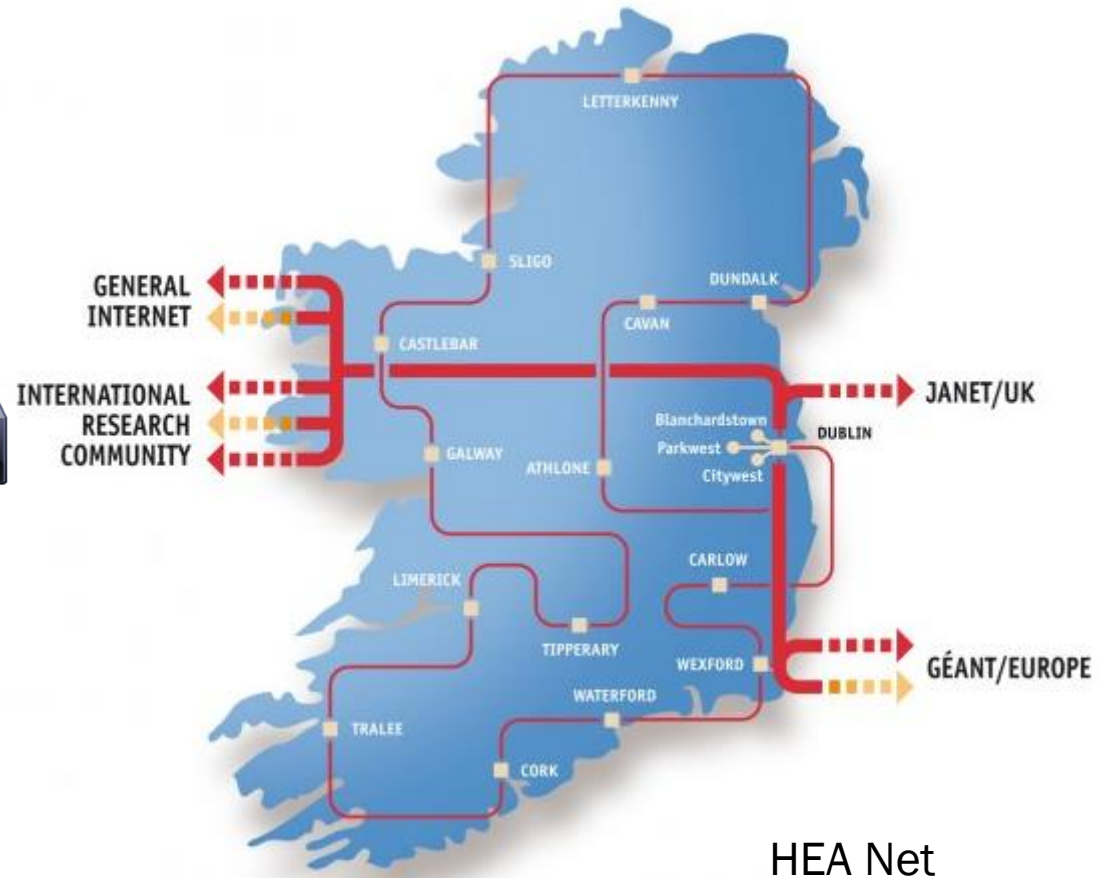 LETTERKENNY
SLIGO
DUNDALK
GENERAL
INTERNET
CAVAN
CASTLEBAR
INTERNATIONAL
RESEARCH
COMMUNITY
JANET/UK
Blanchardstown
DUBLIN
Parkwest
Citywest
GALWAY
ATHLONE
CARLOW
LIMERICK
TIPPERARY
WEXFORD
GÉANT/EUROPE
WATERFORD
TRALEE
CORK
HEA Net